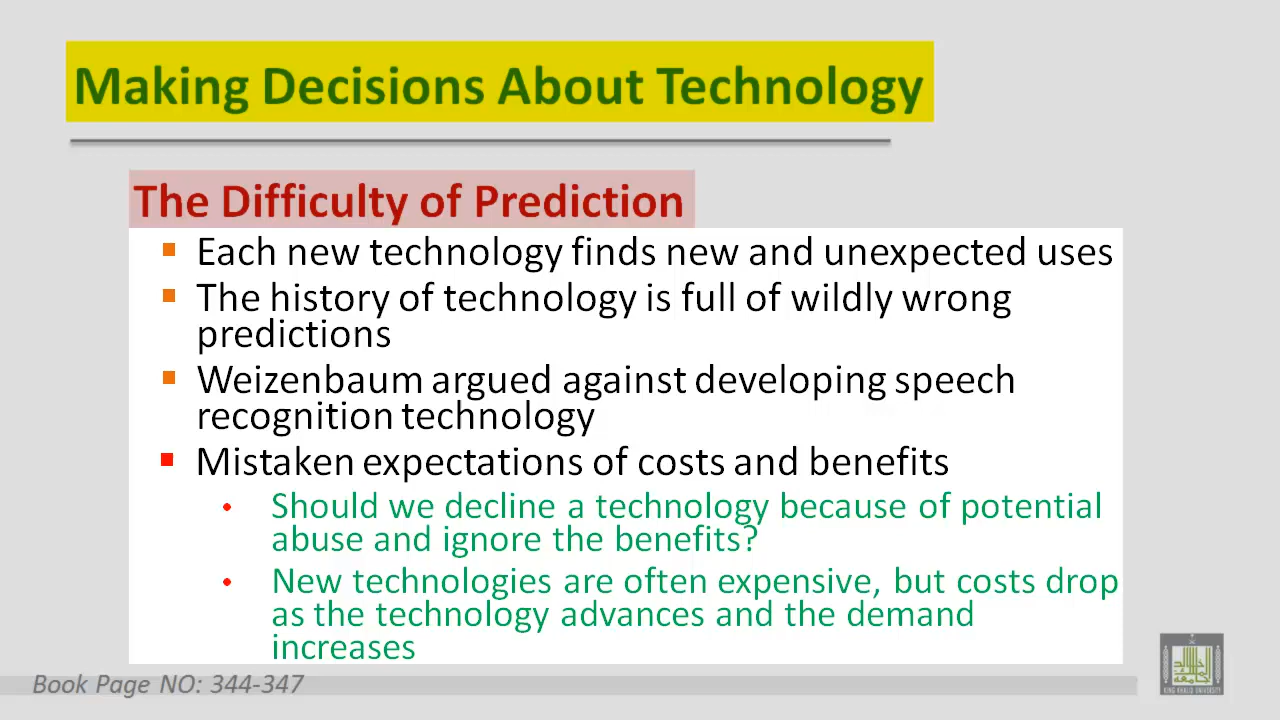 Making Decisions About Technology
The Difficulty of Prediction
▪ Each new technology finds new and unexpected uses
▪ The history of technology is full of wildly wrong
predictions
▪ Weizenbaum argued against developing speech
recognition technology
▪ Mistaken expectations of costs and benefits
• Should we decline a technology because of potential
abuse and ignore the benefits?
• New technologies are often expensive, but costs drop
as the technology advances and the demand
increases
Book Page NO: 344-347
KING KHALID UNIVERSITY